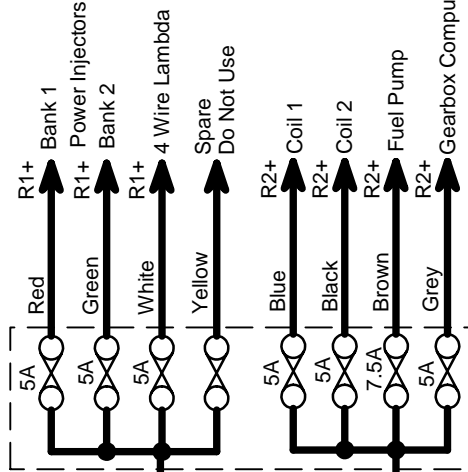 R1+
Bank 1
Power Injectors
R1+
Bank 2
R1+
4 Wire Lambda
Spare
Do Not Use
R2+
Coil 1
R2+
Coil 2
R2+
Fuel Pump
R2+
Gearbox Compu
Red
Green
White
Yellow
Blue
Black
Brown
Grey
5A
5A
5A
5A
5A
7.5A
5A